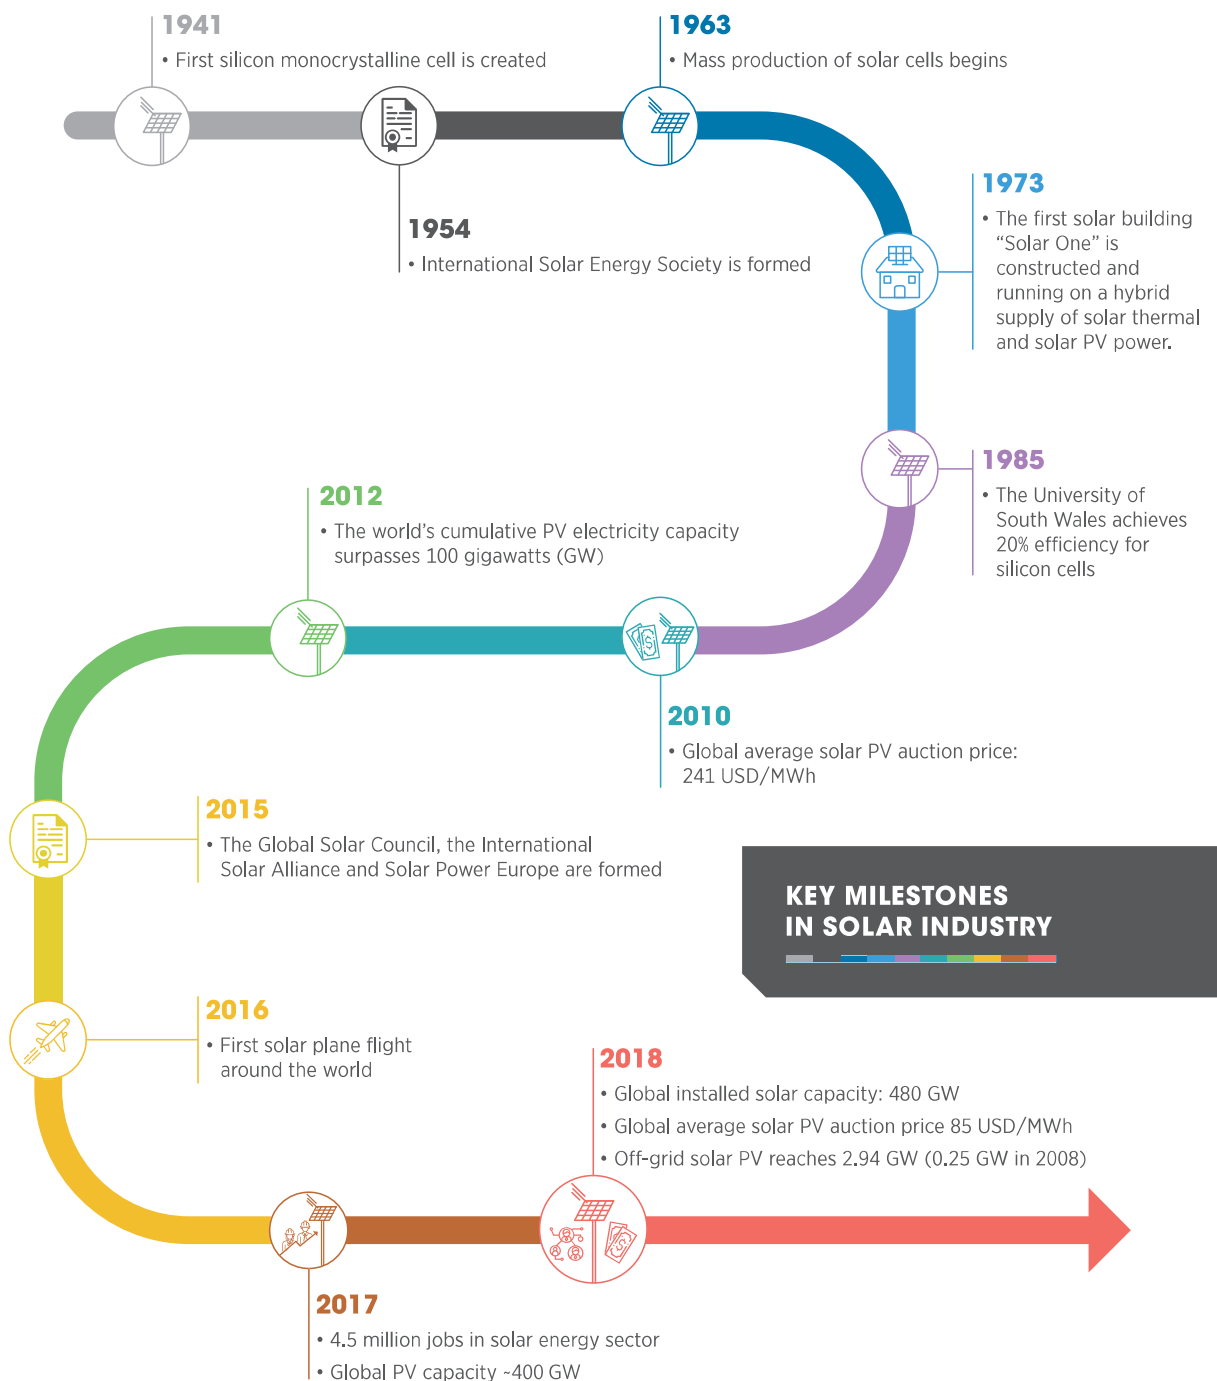 1941
• First silicon monocrystalline cell is created
1963
• Mass production of solar cells begins
1954
• International Solar Energy Society is formed
1973
• The first solar building
“Solar One” is
constructed and
running on a hybrid
supply of solar thermal
and solar PV power.
1985
• The University of
South Wales achieves
20% efficiency for
silicon cells
2010
• Global average solar PV auction price:
241 USD/MWh
2012
• The world’s cumulative PV electricity capacity
surpasses 100 gigawatts (GW)
2015
• The Global Solar Council, the International
Solar Alliance and Solar Power Europe are formed
KEY MILESTONES
IN SOLAR INDUSTRY
2016
• First solar plane flight
around the world
2017
• 4.5 million jobs in solar energy sector
• Global PV capacity ~400 GW
2018
• Global installed solar capacity: 480 GW
• Global average solar PV auction price 85 USD/MWh
• Off-grid solar PV reaches 2.94 GW (0.25 GW in 2008)